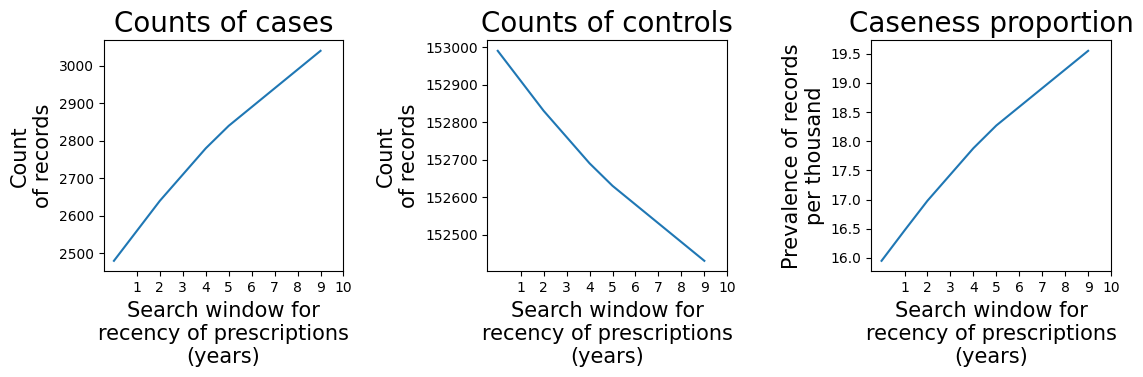 Counts of cases
Count
of records
3000
2900
2800
2700
2600
2500
1 2 3 4 5 6 7 8 9 10
Search window for
recency of prescriptions
(years)
Counts of controls
Count
of records
153000
152900
152800
152700
152600
152500
1 2 3 4 5 6 7 8 9 10
Search window for
recency of prescriptions
(years)
Caseness proportion
Prevalence of records
per thousand
19.5
19.0
18.5
18.0
17.5
17.0
16.5
16.0
1 2 3 4 5 6 7 8 9 10
Search window for
recency of prescriptions
(years)